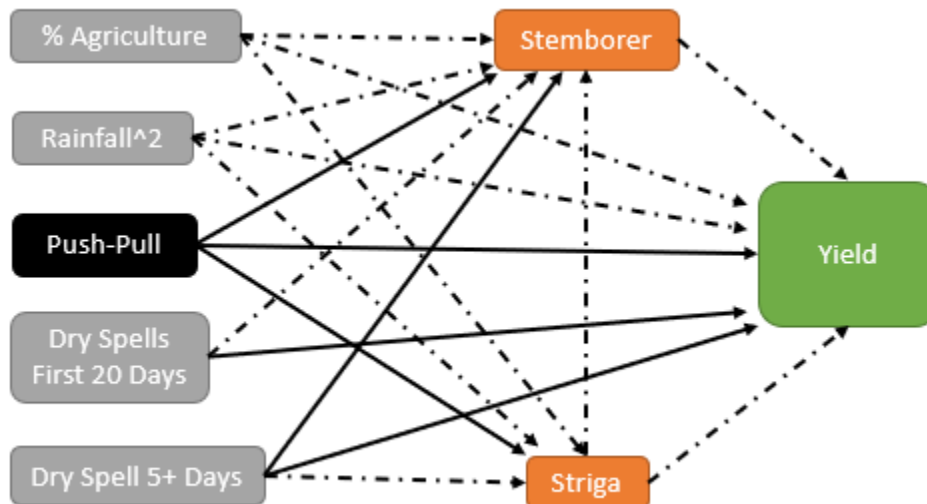 % Agriculture
Stemborer
Rainfall^2
Push-Pull
Yield
Dry Spells
First 20 Days
Dry Spell 5+ Days
Striga